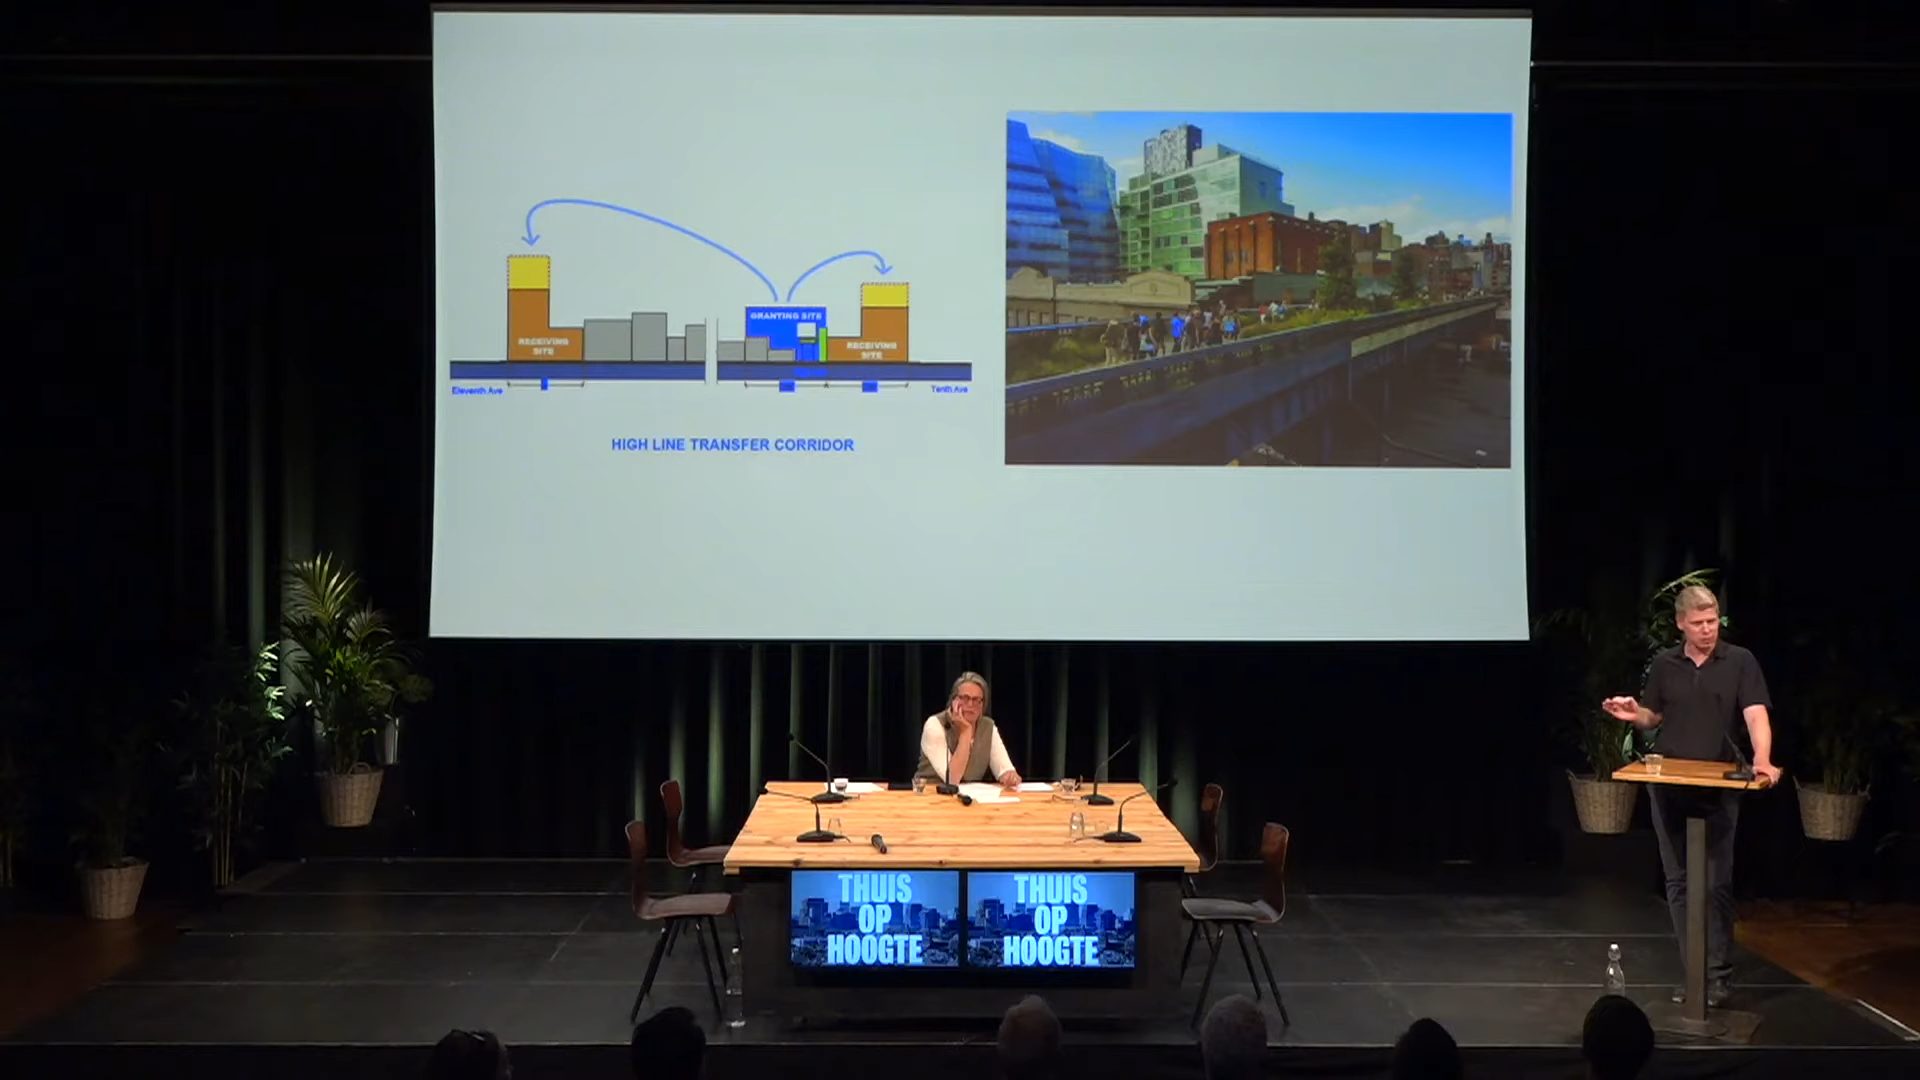 GRANTING SITE
RECEIVING
SITE
RECEIVING
SITE
Eleventh Ave
Tenth Ave
HIGH LINE TRANSFER CORRIDOR
THUIS
OP
HOOGTE
THUIS
OP
HOOGTE